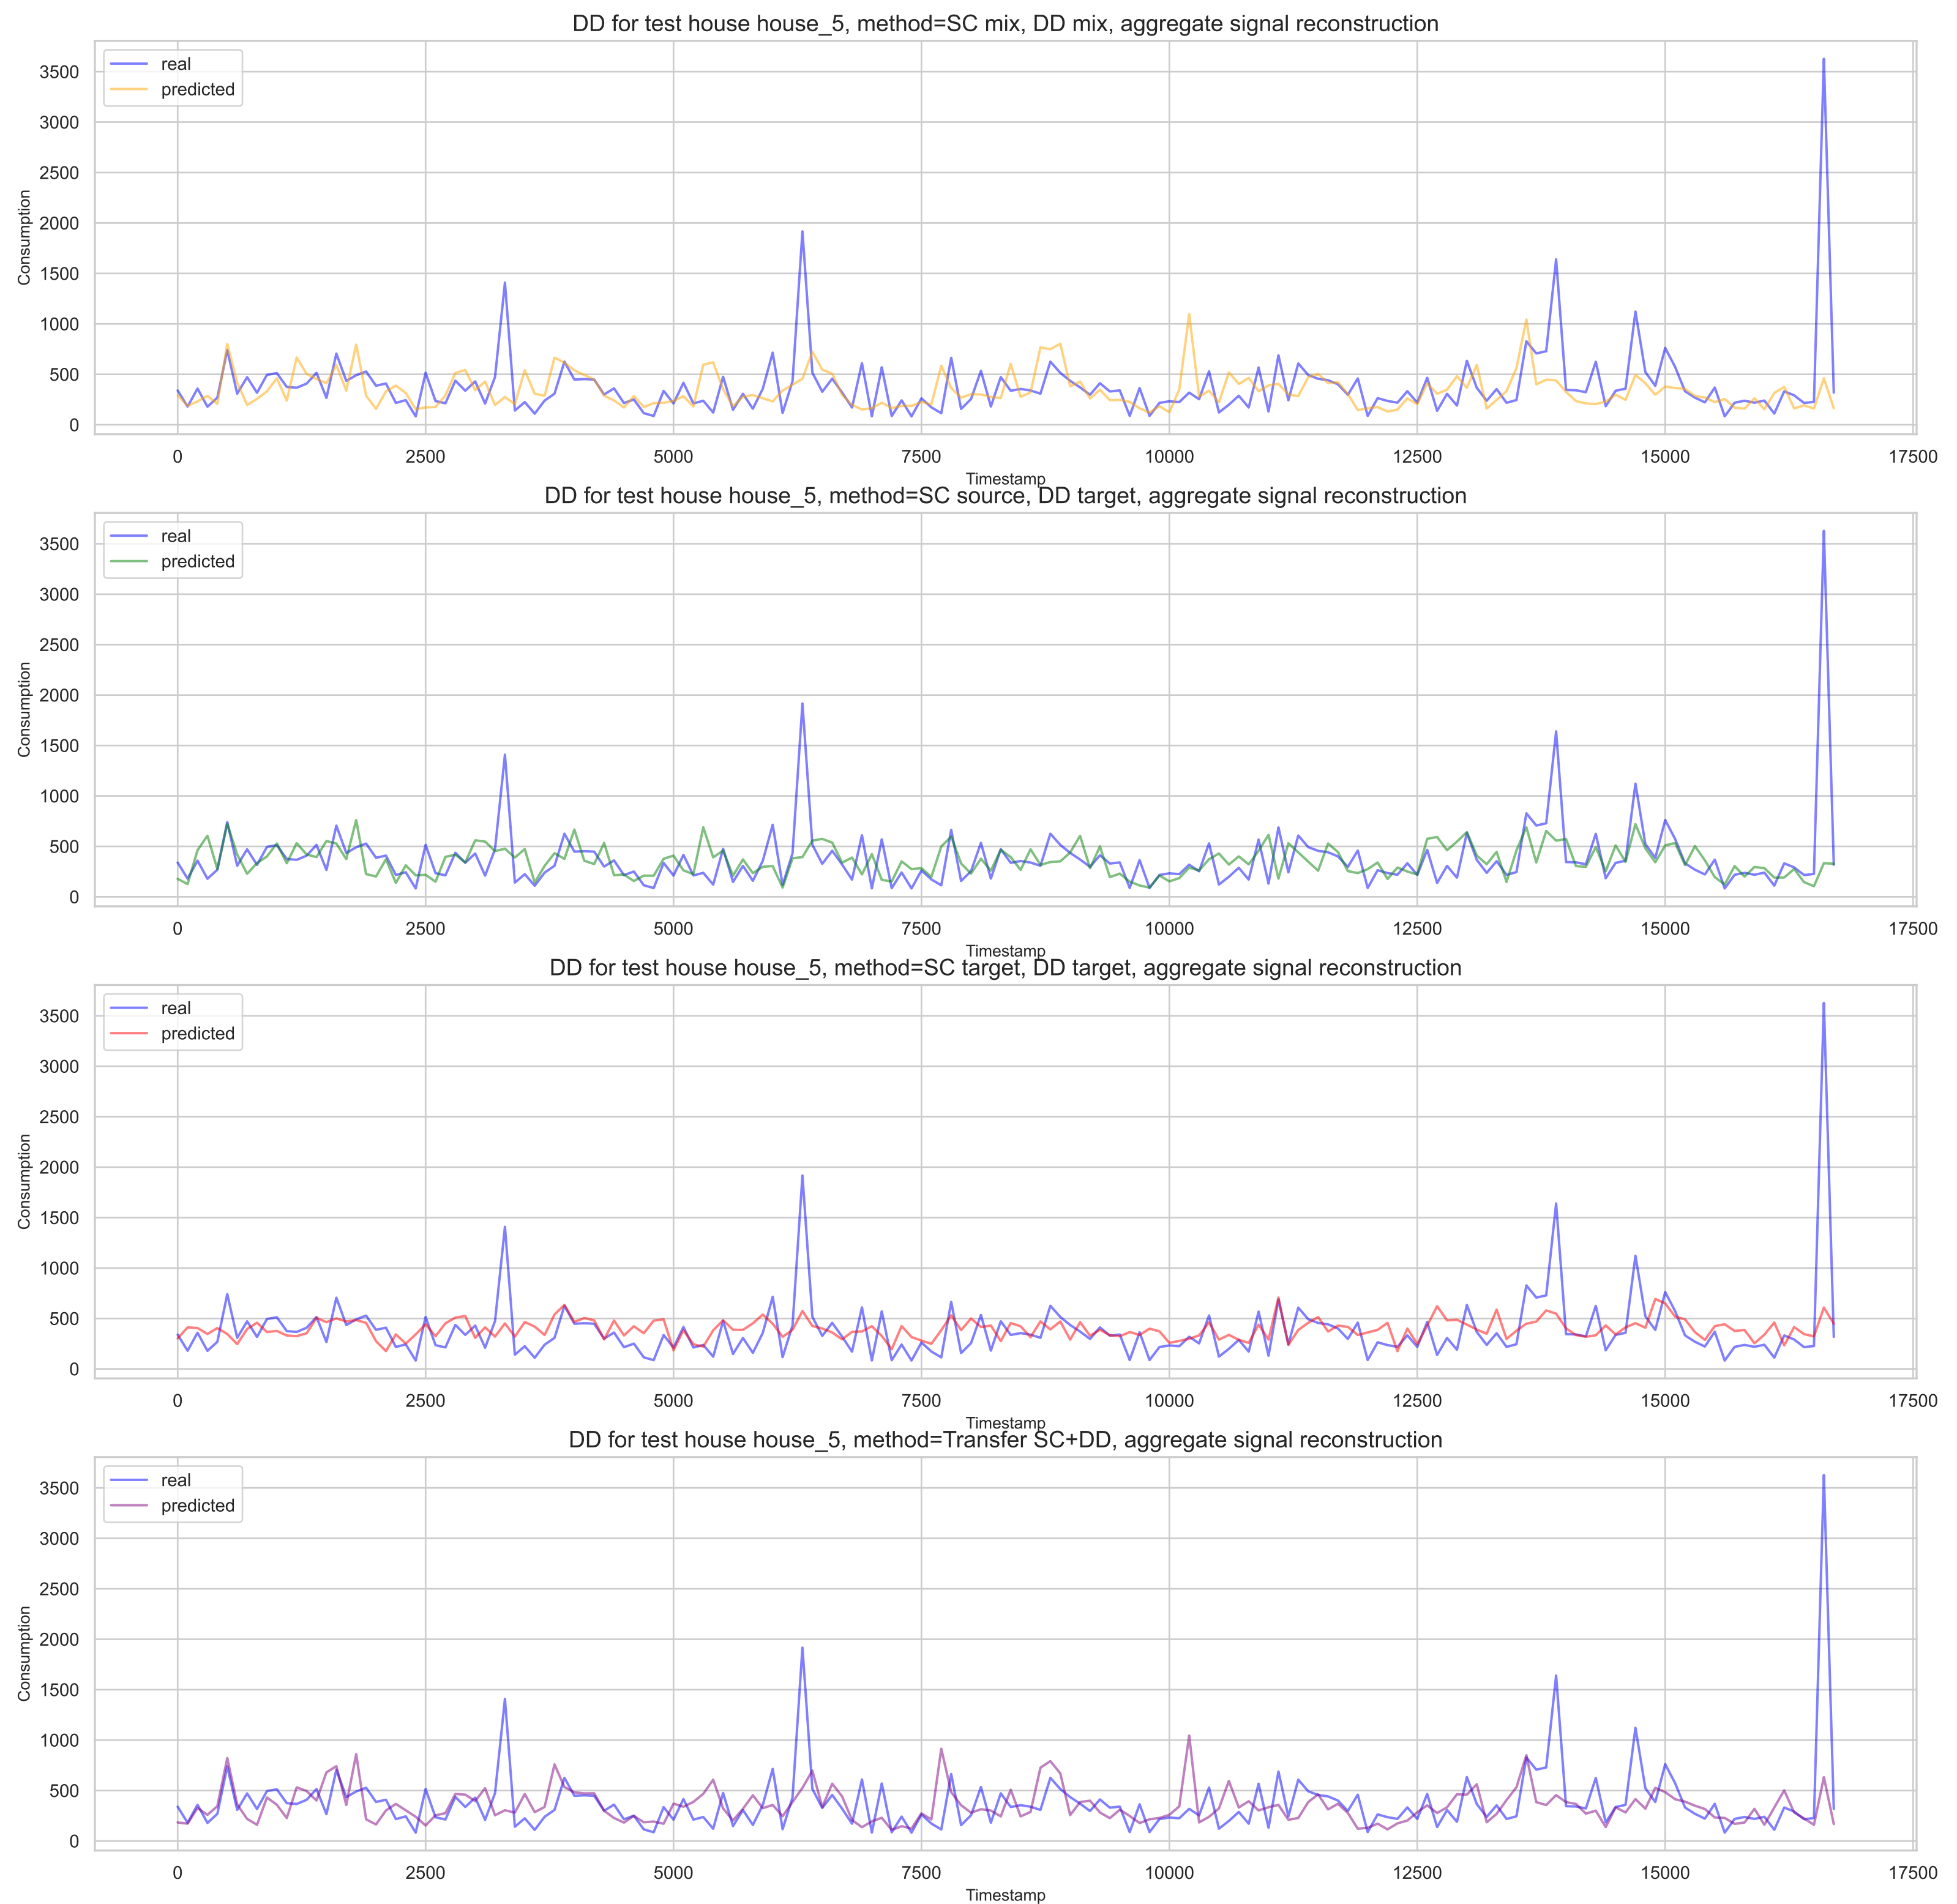 DD for test house house_5, method=SC mix, DD mix, aggregate signal reconstruction
real
predicted
3500
3000
2500
2000
1500
1000
500
0
Consumption
0 2500 5000 7500 10000 12500 15000 17500
Timestamp
DD for test house house_5, method=SC source, DD target, aggregate signal reconstruction
real
predicted
3500
3000
2500
2000
1500
1000
500
0
Consumption
0 2500 5000 7500 10000 12500 15000 17500
Timestamp
DD for test house house_5, method=SC target, DD target, aggregate signal reconstruction
real
predicted
3500
3000
2500
2000
1500
1000
500
0
Consumption
0 2500 5000 7500 10000 12500 15000 17500
Timestamp
DD for test house house_5, method=Transfer SC+DD, aggregate signal reconstruction
real
predicted
3500
3000
2500
2000
1500
1000
500
0
Consumption
0 2500 5000 7500 10000 12500 15000 17500
Timestamp